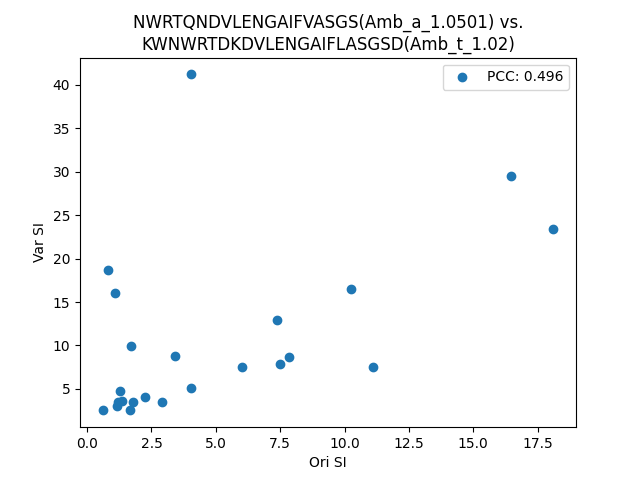 NWRTQNDVLENGAIFVASGS(Amb_a_1.0501) vs.
KWNWRTDKDVLENGAIFLASGSD(Amb_t_1.02)
PCC: 0.496
40
35
30
25
20
15
10
5
Var SI
0.0 2.5 5.0 7.5 10.0 12.5 15.0 17.5
Ori SI